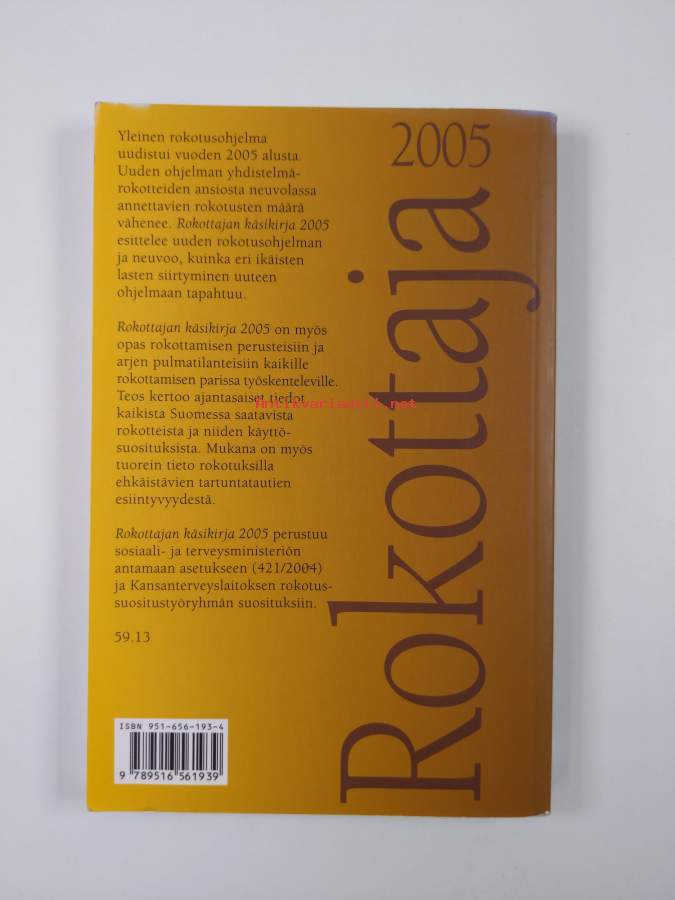 Yleinen rokotusohjelma
uudistui vuoden 2005 alusta.
Uuden ohjelman yhdistelmä-
rokotteiden ansiosta neuvolassa
annettavien rokotusten määrä
vähenee. Rokottajan käsikirja 2005
esittelee uuden rokotusohjelman
ja neuvoo, kuinka eri ikäisten
lasten siirtyminen uuteen
ohjelmaan tapahtuu.
Rokottajan käsikirja 2005 on myös
opas rokottamisen perusteisiin ja
arjen pulmatilanteisiin kaikille
rokottamisen parissa työskenteleville.
Teos kertoo ajantasaiset tiedot
kaikista Suomessa saatavista
rokotteista ja niiden käyttö-
suosituksista. Mukana on myös
tuorein tieto rokotuksilla
ehkäistävien tartuntatautien
esiintyvyydestä.
Rokottajan käsikirja 2005 perustuu
sosiaali- ja terveysministeriön
antamaan asetukseen (421/2004)
ja Kansanterveyslaitoksen rokotus-
suositustyöryhmän suosituksiin.
59.13
ISBN 951-656-193-4
9 789516 561939
2005
Rokottaja
Antikvariaatti.net